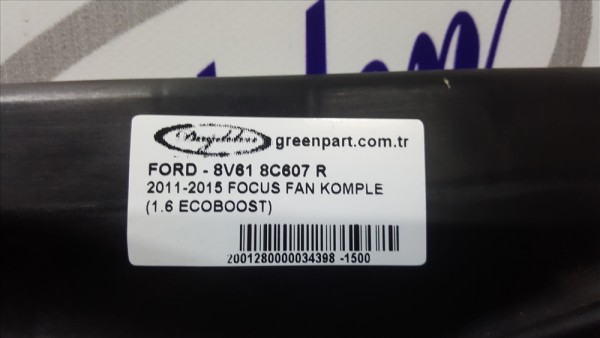 greenpart.com.tr
FORD - 8V61 8C607 R
2011-2015 FOCUS FAN KOMPLE
(1.6 ECOBOOST)
2001280000034398 -1500